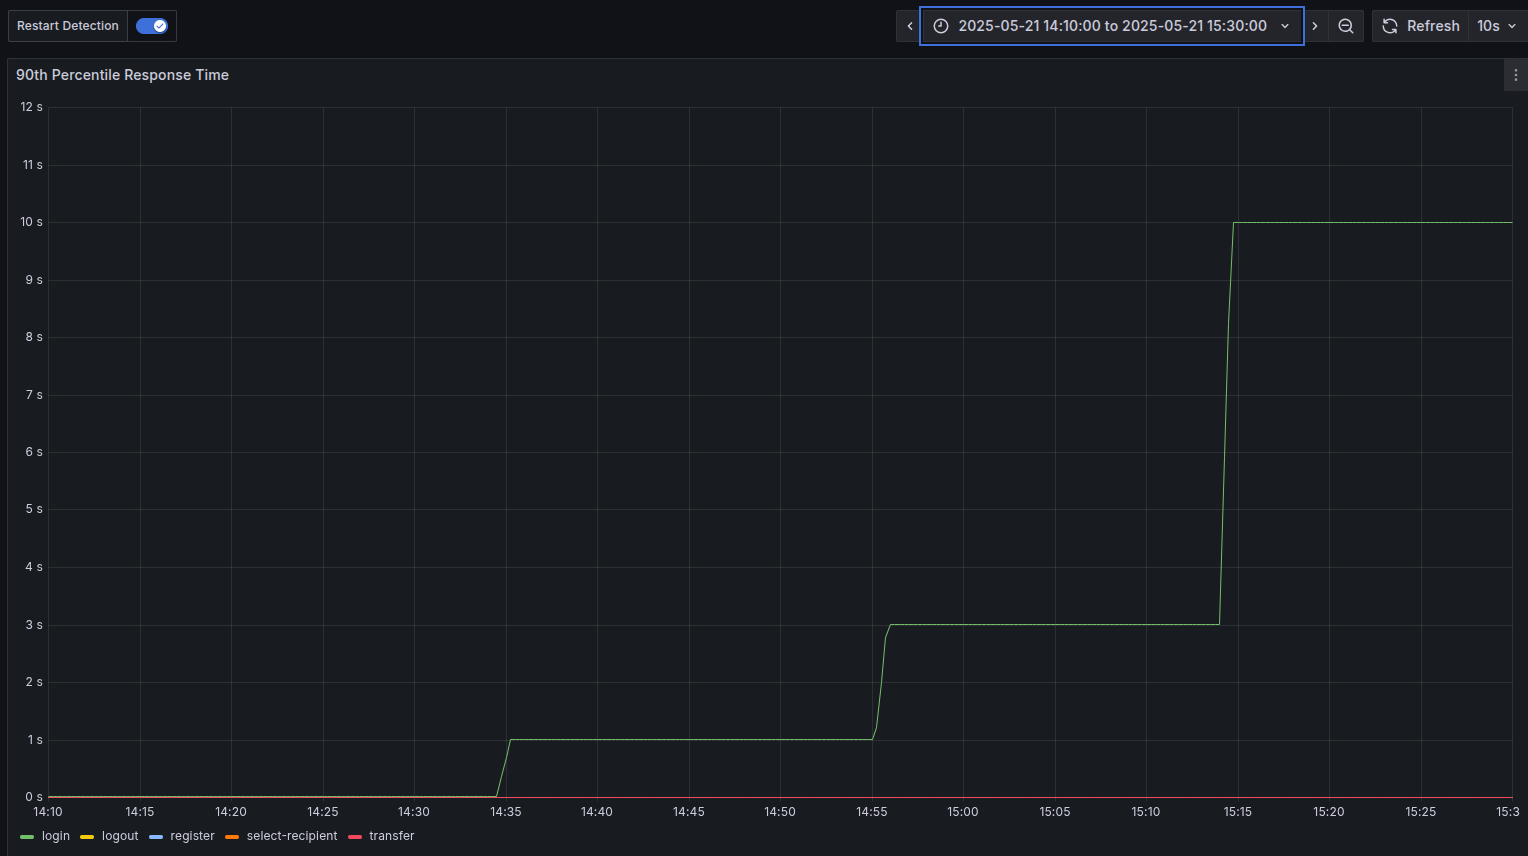 Restart Detection
2025-05-21 14:10:00 to 2025-05-21 15:30:00
Refresh
10s
90th Percentile Response Time
12 s
11 s
10 s
9 s
8 s
7 s
6 s
5 s
4 s
3 s
2 s
1 s
0 s
14:10 14:15 14:20 14:25 14:30 14:35 14:40 14:45 14:50 14:55 15:00 15:05 15:10 15:15 15:20 15:25 15:3
login logout register select-recipient transfer